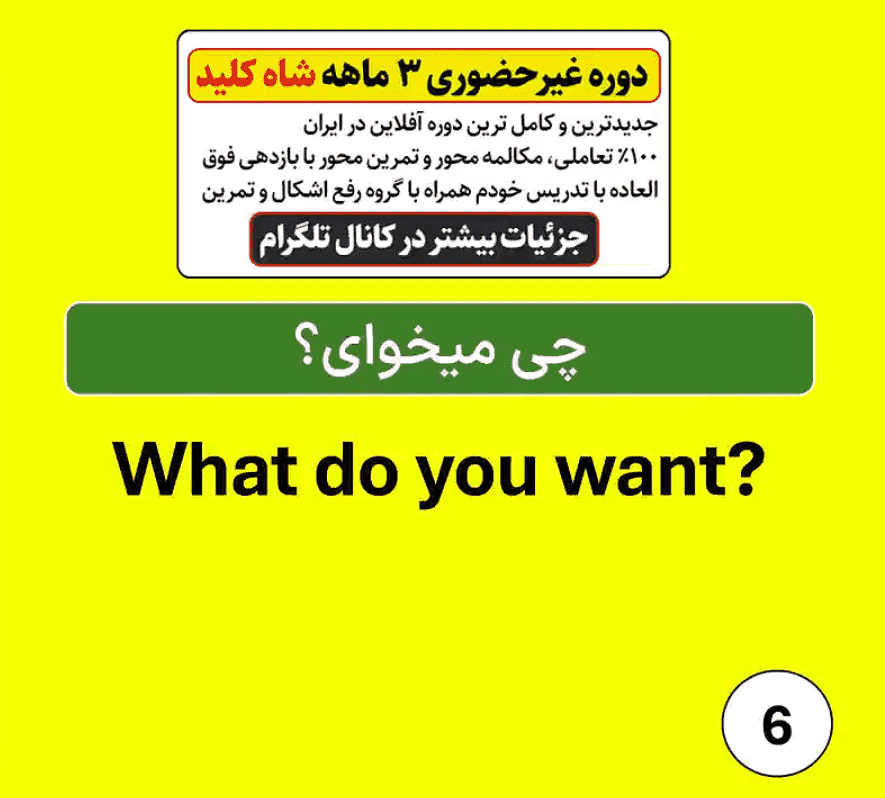 دوره غیرحضوری ۳ ماهه شاه کلید
جدیدترین و کامل ترین دوره آفلاین در ایران
۱۰۰٪ تعاملی، مکالمه محور و تمرین محور با بازدهی فوق
العاده با تدریس خودم همراه با گروه رفع اشکال و تمرین
جزئیات بیشتر در کانال تلگرام
چی میخوای؟
What do you want?
6